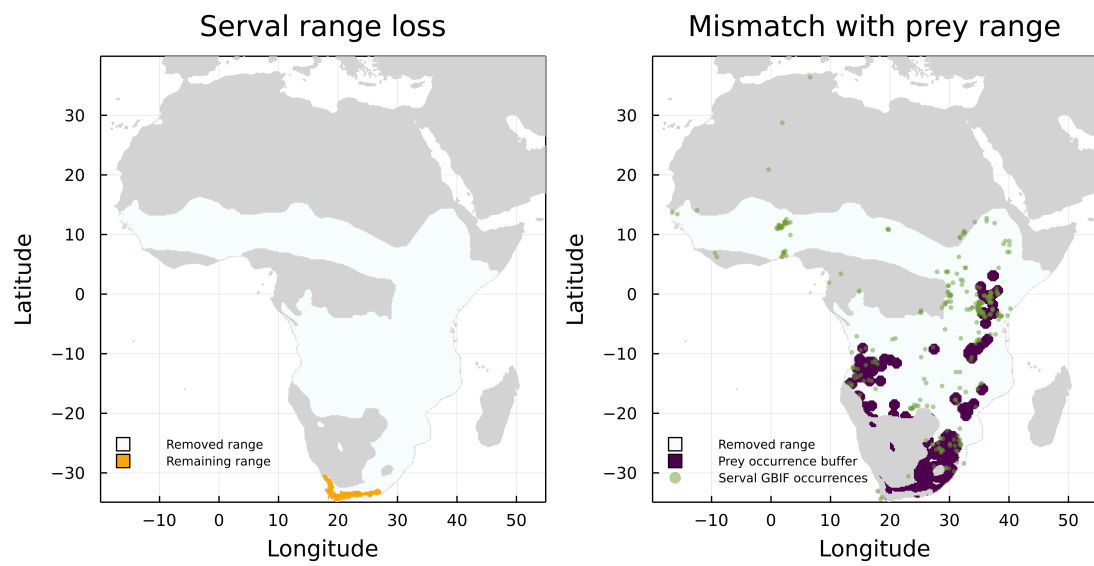 Serval range loss
Latitude
30
20
10
0
−10
−20
−30
Removed range
Remaining range
−10
0
10
20
30
40
50
Longitude
Mismatch with prey range
Latitude
30
20
10
0
−10
−20
−30
Removed range
Prey occurrence buffer
Serval GBIF occurrences
−10
0
10
20
30
40
50
Longitude